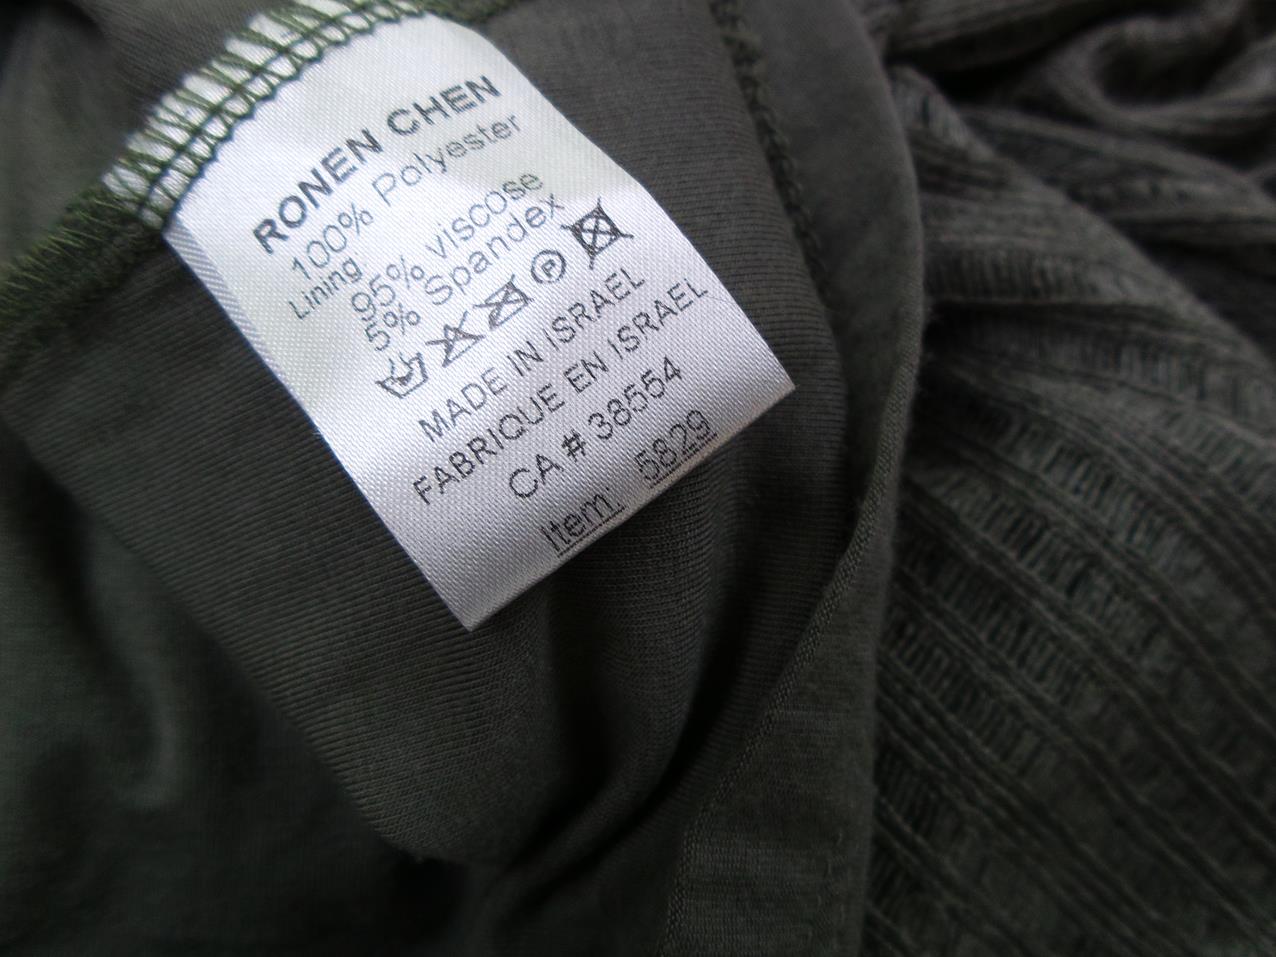 RONEN CHEN
100% Polyester
Lining
95% viscose
5% Spandex
P
MADE IN ISRAEL
FABRIQUE EN ISRAEL
CA # 38554
Item: 5829